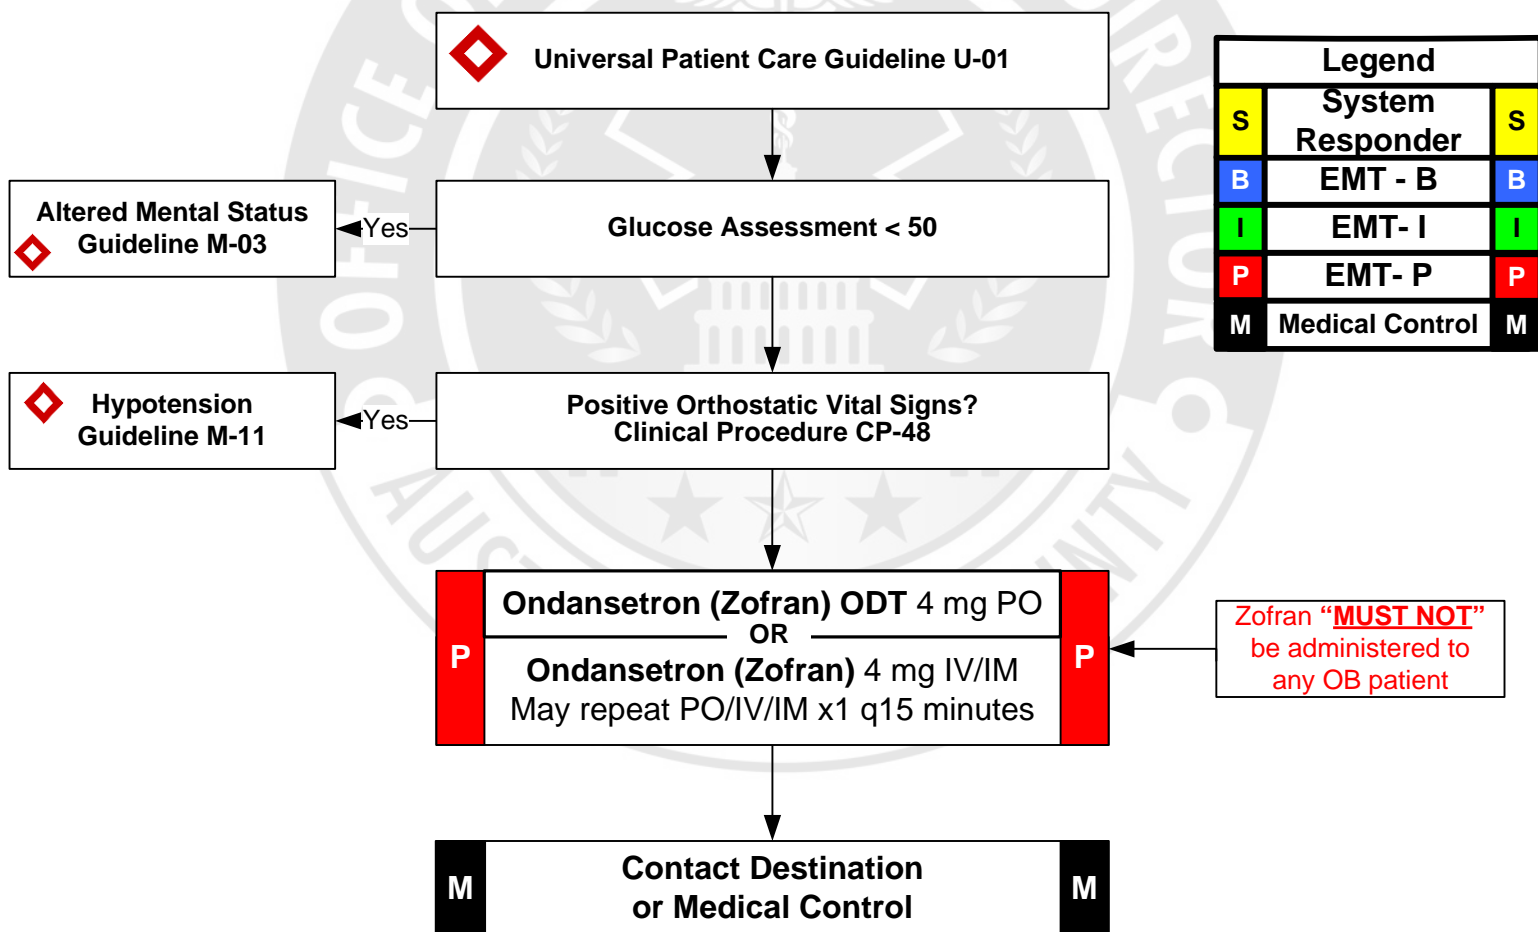 Universal Patient Care Guideline U-01
Legend
S
System
Responder
S
B
EMT - B
B
I
EMT- I
I
P
EMT- P
P
M
Medical Control
M
Altered Mental Status
Guideline M-03
Yes
Glucose Assessment < 50
Hypotension
Guideline M-11
Yes
Positive Orthostatic Vital Signs?
Clinical Procedure CP-48
P
Ondansetron (Zofran) ODT 4 mg PO
OR
Ondansetron (Zofran) 4 mg IV/IM
May repeat PO/IV/IM x1 q15 minutes
P
Zofran “MUST NOT”
be administered to
any OB patient
M
Contact Destination
or Medical Control
M
OFFICE